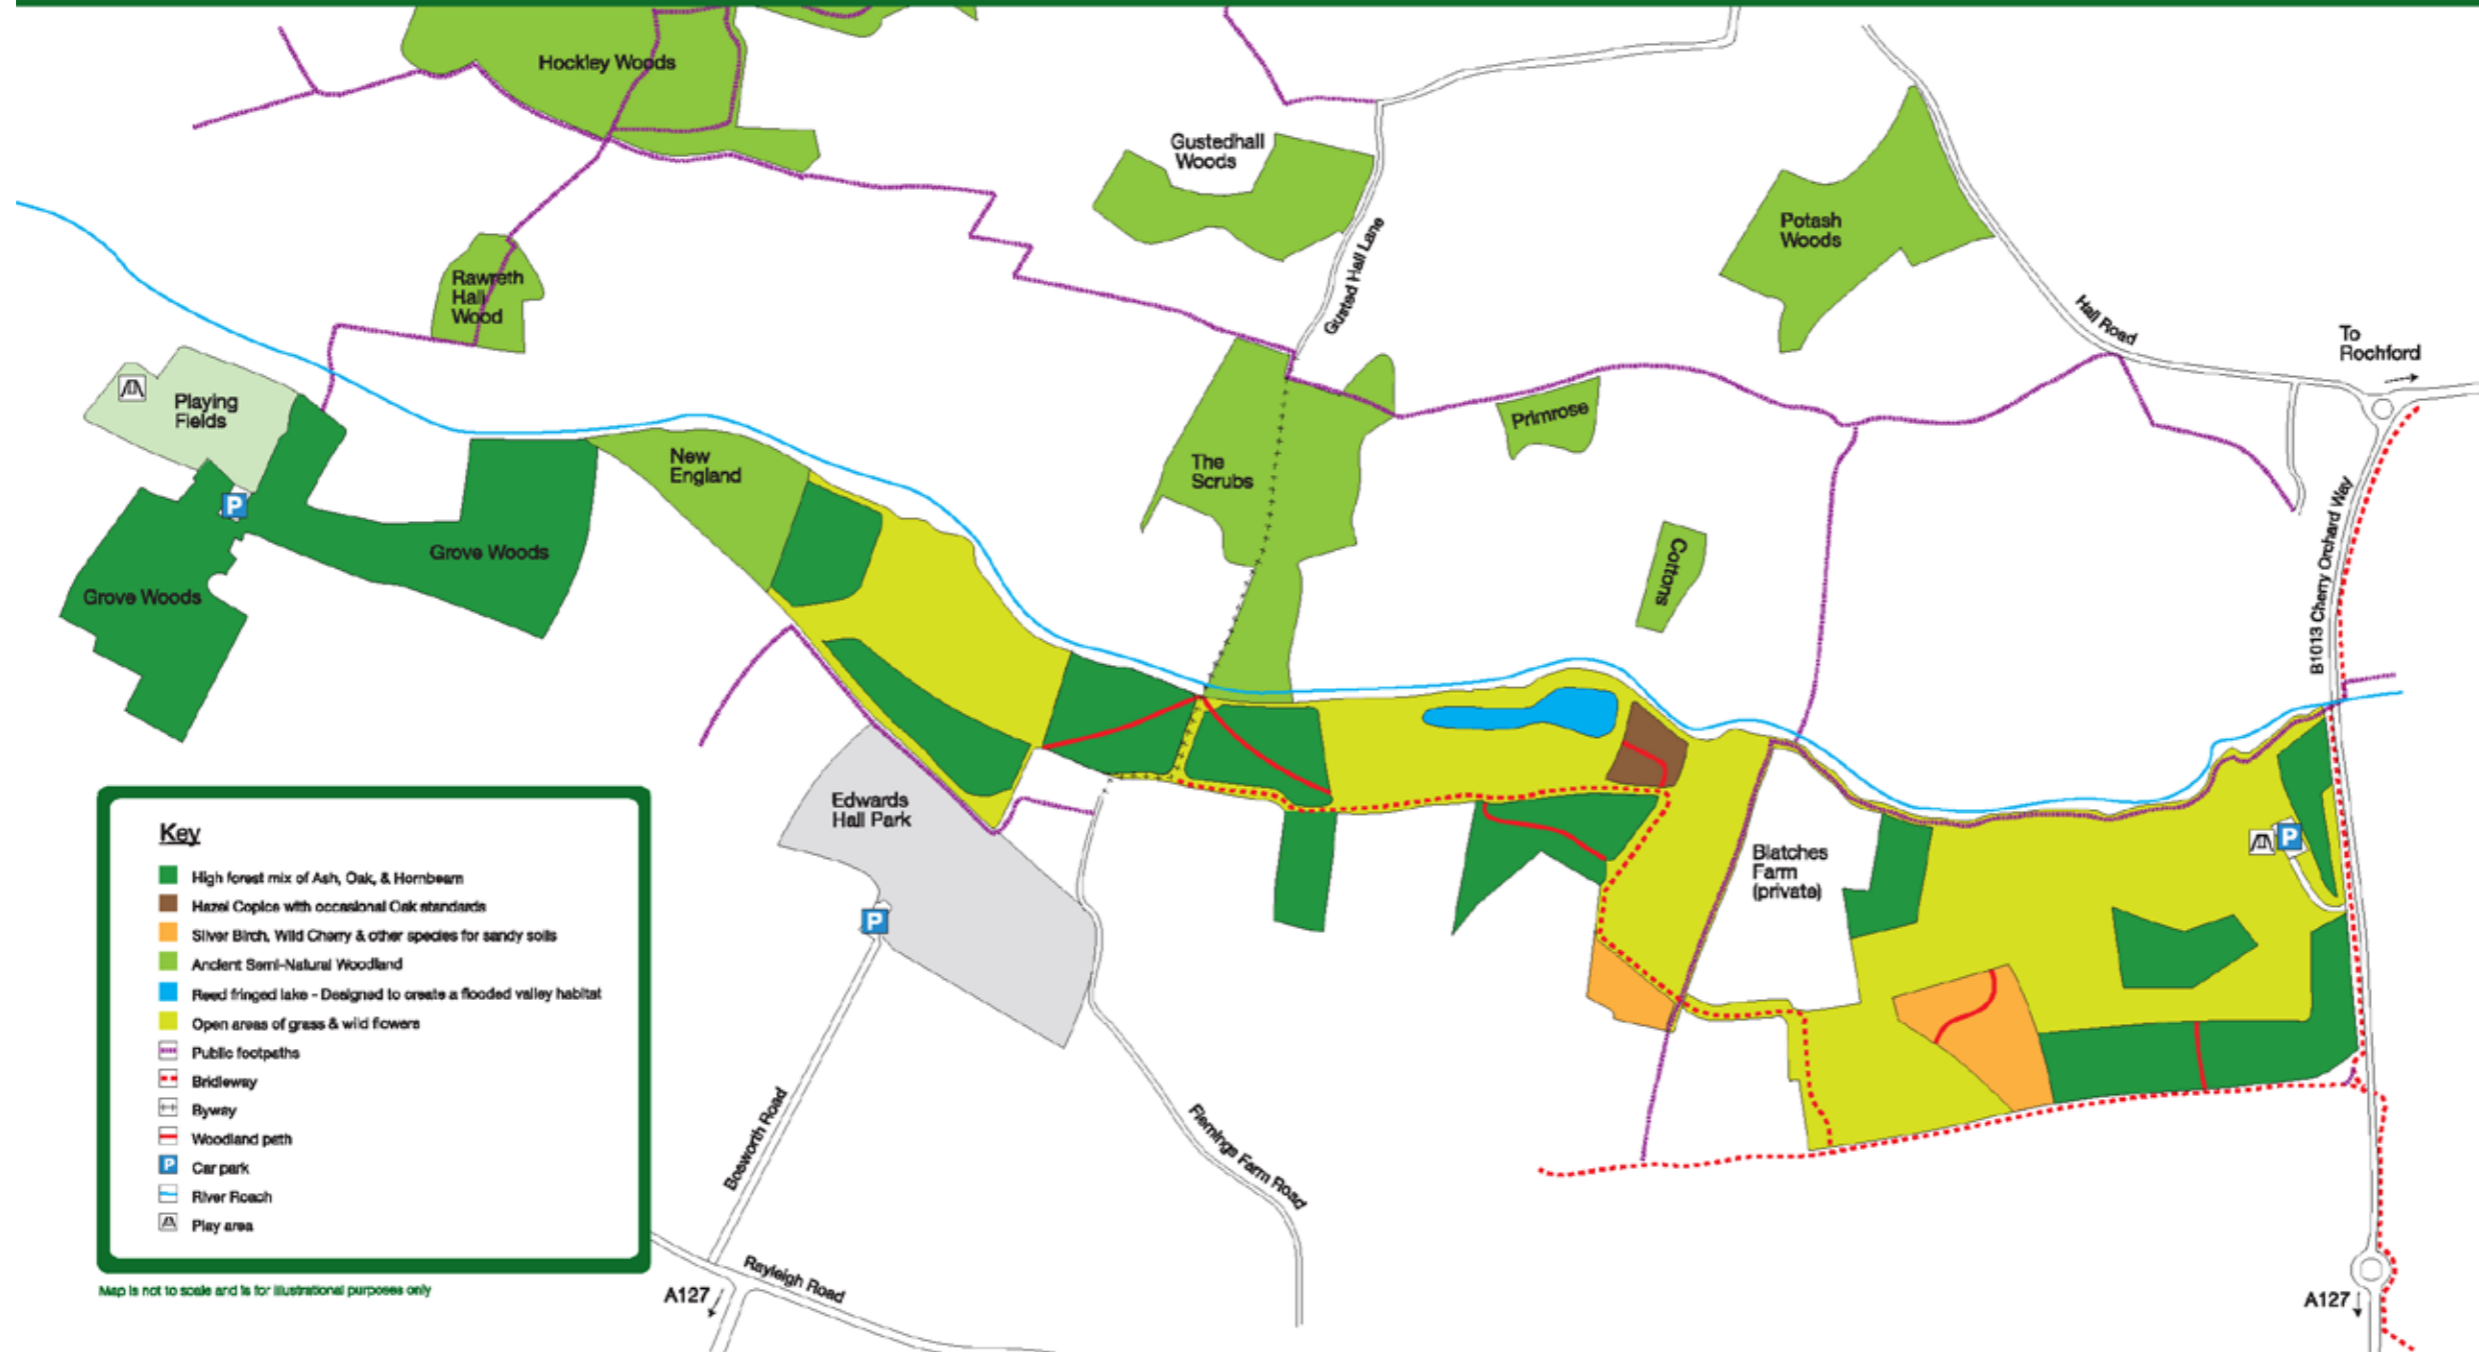 Hockley Woods
Gustedhall
Woods
Gusted Hall Lane
Potash
Woods
Hall Road
To
Rochford
Rawreth
Hall
Wood
Playing
Fields
New
England
The
Scrubs
Primrose
Cottons
B1013 Cherry Orchard Way
Grove Woods
Grove Woods
P
Edwards
Hall Park
P
Blatches
Farm
(private)
P
Key
High forest mix of Ash, Oak, & Hornbeam
Hazel Copice with occasional Oak standards
Silver Birch, Wild Cherry & other species for sandy soils
Ancient Semi-Natural Woodland
Reed fringed lake - Designed to create a flooded valley habitat
Open areas of grass & wild flowers
Public footpaths
Bridleway
Byway
Woodland path
P Car park
River Roach
Play area
Map is not to scale and is for illustrational purposes only
Bosworth Road
Flemings Farm Road
Rayleigh Road
A127
A127